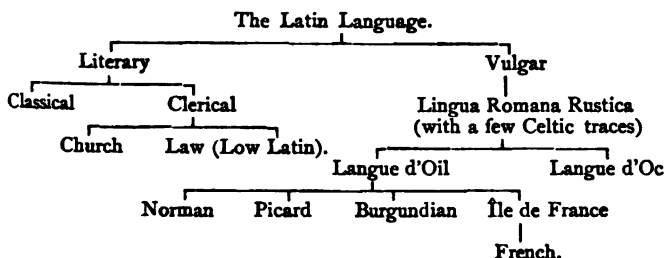 The Latin Language.
Literary Vulgar
Classical Clerical Lingua Romana Rustica
(with a few Celtic traces)
Church Law (Low Latin).
Langue d'Oil Langue d'Oc
Norman Picard Burgundian Île de France
French.